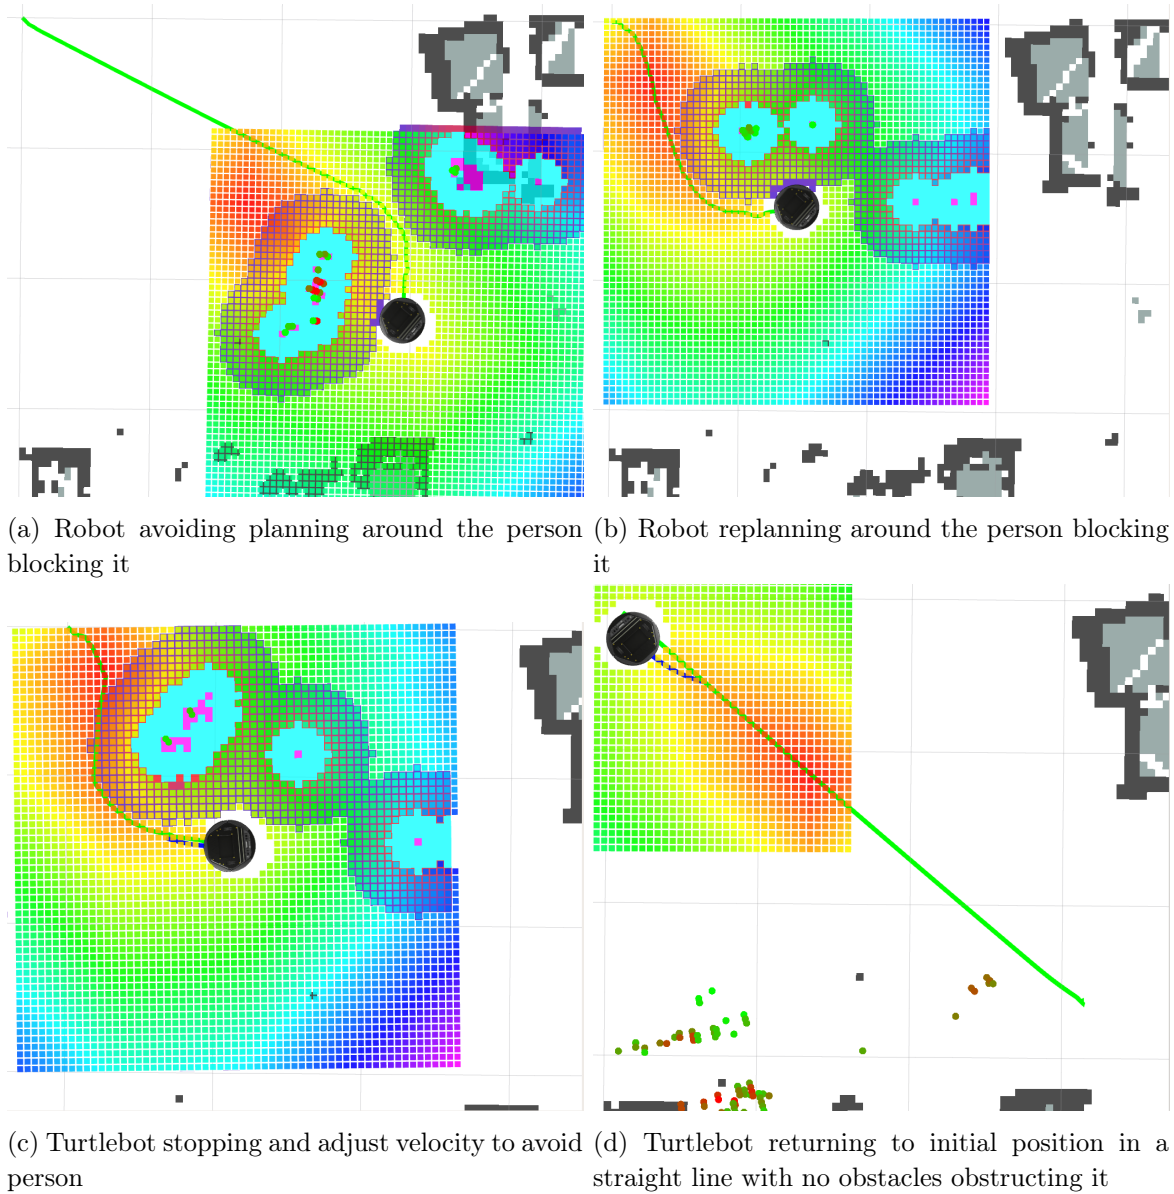 (a) Robot avoiding planning around the person
blocking it
(b) Robot replanning around the person blocking
it
(c) Turtlebot stopping and adjust velocity to avoid
person
(d) Turtlebot returning to initial position in a
straight line with no obstacles obstructing it